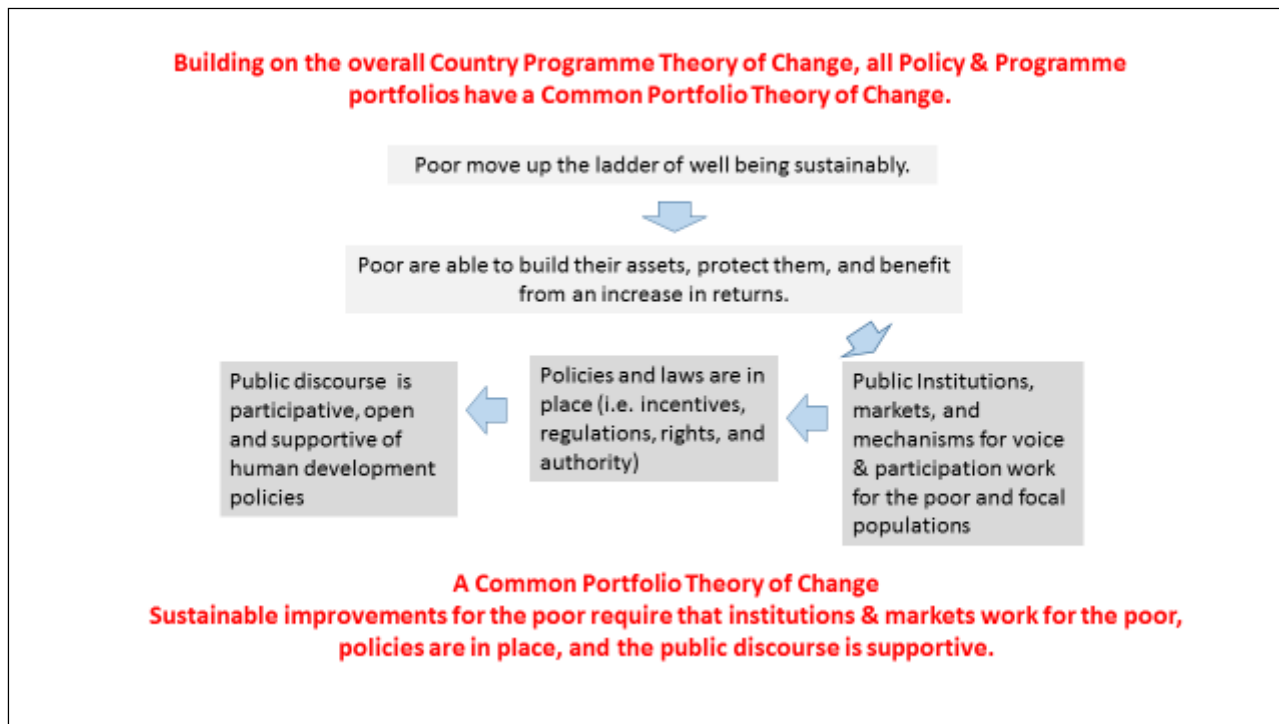 Building on the overall Country Programme Theory of Change, all Policy & Programme
portfolios have a Common Portfolio Theory of Change.
Poor move up the ladder of well being sustainably.
Poor are able to build their assets, protect them, and benefit
from an increase in returns.
Public discourse is
participative, open
and supportive of
human development
policies
Policies and laws are in
place (i.e. incentives,
regulations, rights, and
authority)
Public Institutions,
markets, and
mechanisms for voice
& participation work
for the poor and focal
populations
A Common Portfolio Theory of Change
Sustainable improvements for the poor require that institutions & markets work for the poor,
policies are in place, and the public discourse is supportive.